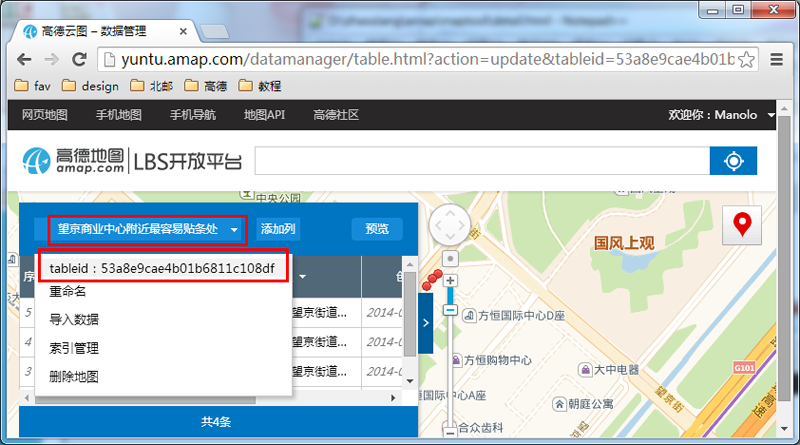 高德云图 – 数据管理
yuntu.amap.com/datamanager/table.html?action=update&tableid=53a8e9cae4b01b
fav design 北邮 高德 教程
网页地图 手机地图 手机导航 地图API 高德社区 欢迎你：Manolo
高德地图 amap.com LBS开放平台
中央公园
望京商业中心附近最容易贴条处 添加列 预览
国风上观
tableid：53a8e9cae4b01b6811c108df
序
重命名
5 望京街道... 2014-0
导入数据
方恒国际中心D座
4 望京街道... 2014-0
索引管理
方恒购物中心
大中电器
G101
3 望京街道... 2014-0
删除地图
望京街
国际中心A座
朝庭公寓
共4条
合众齿科